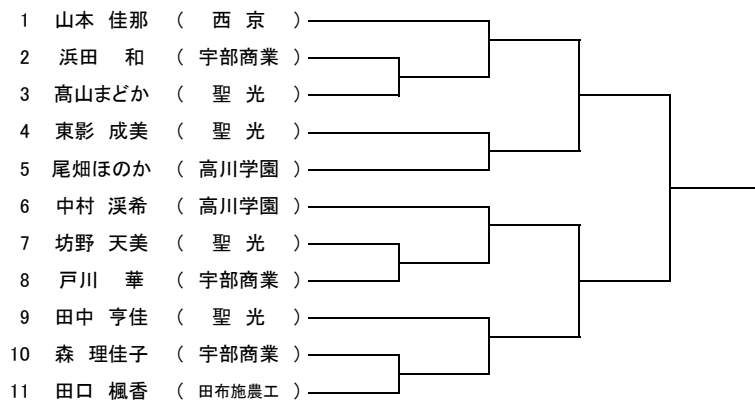 1 山本 佳那 （ 西 京 ）
2 浜田 和 （ 宇部商業 ）
3 髙山まどか （ 聖 光 ）
4 東影 成美 （ 聖 光 ）
5 尾畑ほのか （ 高川学園 ）
6 中村 渓希 （ 高川学園 ）
7 坊野 天美 （ 聖 光 ）
8 戸川 華 （ 宇部商業 ）
9 田中 亨佳 （ 聖 光 ）
10 森 理佳子 （ 宇部商業 ）
11 田口 楓香 （ 田布施農工 ）